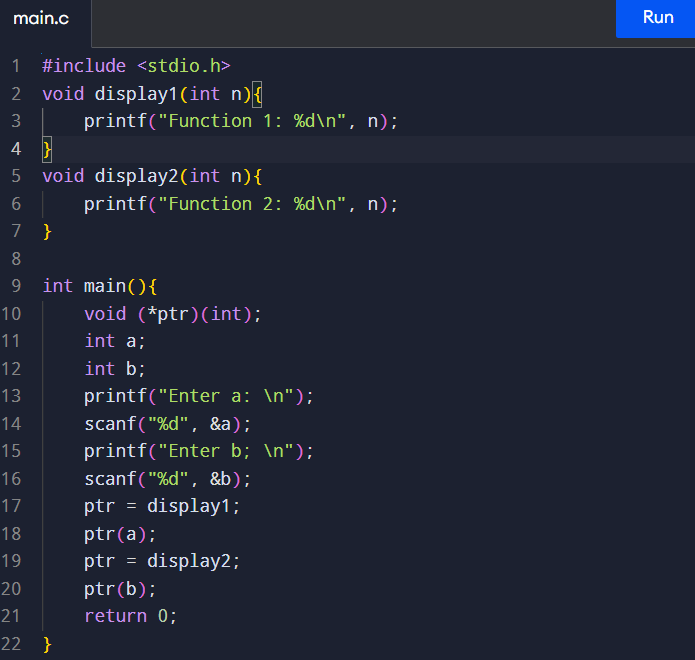 main.c
Run
1 #include <stdio.h>
2 void display1(int n){
3     printf("Function 1: %d\n", n);
4 }
5 void display2(int n){
6     printf("Function 2: %d\n", n);
7 }
8
9 int main(){
10     void (*ptr)(int);
11     int a;
12     int b;
13     printf("Enter a: \n");
14     scanf("%d", &a);
15     printf("Enter b; \n");
16     scanf("%d", &b);
17     ptr = display1;
18     ptr(a);
19     ptr = display2;
20     ptr(b);
21     return 0;
22 }